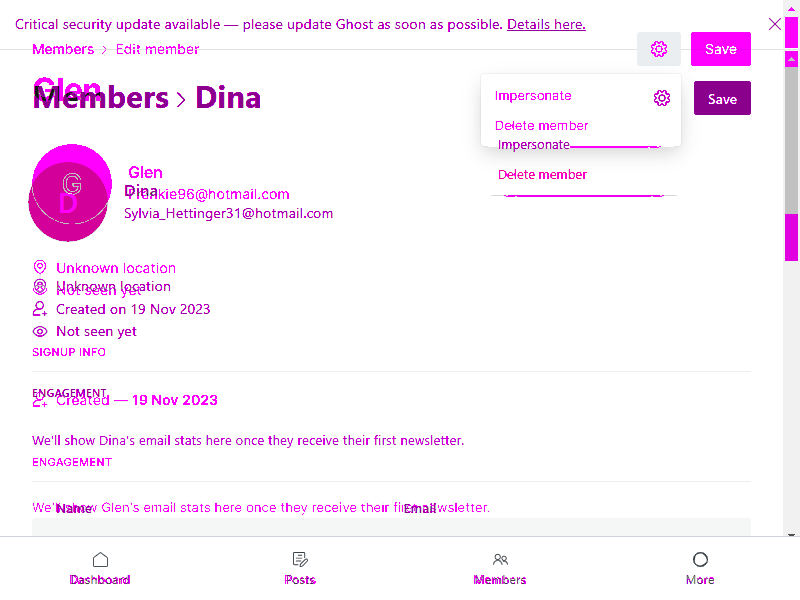 Critical security update available — please update Ghost as soon as possible. Details here.
Members > Edit member
Save
Glen
Members > Dina
Save
Impersonate
Delete member
Impersonate
Delete member
Glen
Dina
@hotmail.com
Sylvia_Hettinger31@hotmail.com
G
D
Unknown location
Unknown location
Not seen yet
Created on 19 Nov 2023
Not seen yet
SIGNUP INFO
ENGAGEMENT
Created — 19 Nov 2023
We'll show Dina's email stats here once they receive their first newsletter.
ENGAGEMENT
We'll show Glen's email stats here once they receive their first newsletter.
Name
Email
Dashboard
Posts
Members
More